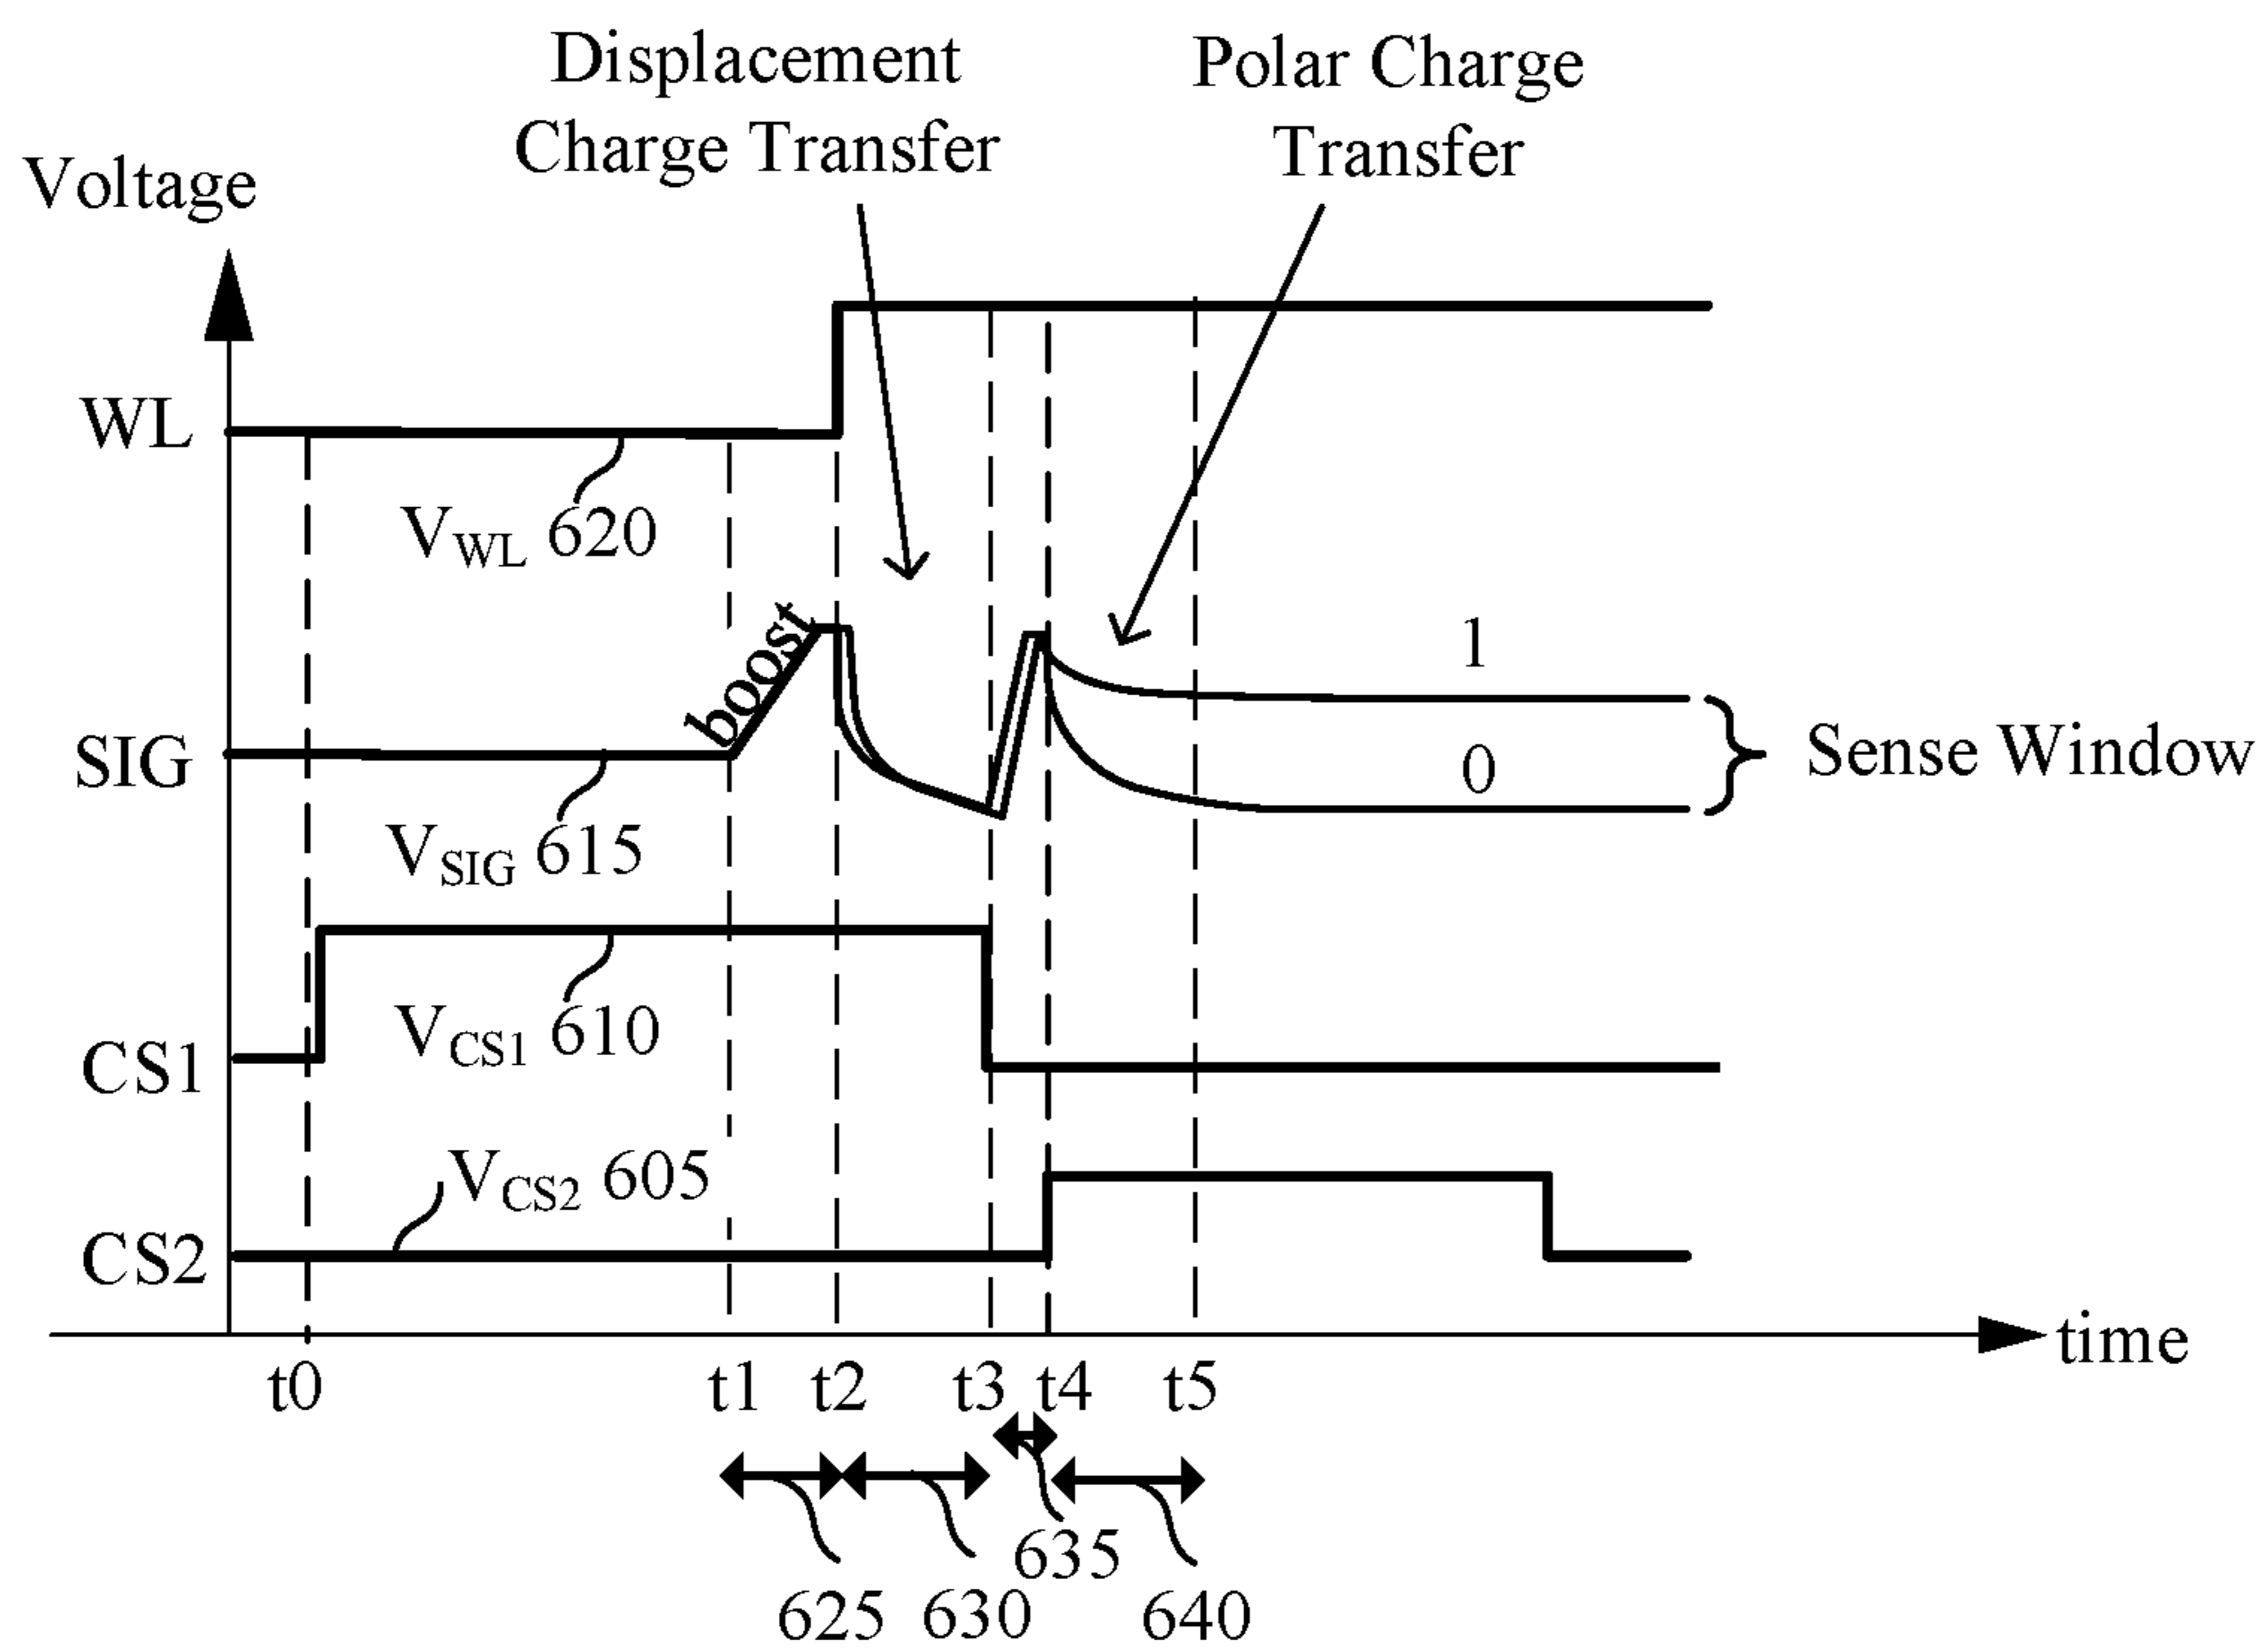 Displacement
Charge Transfer
Polar Charge
Transfer
Voltage
WL
V_WL 620
boost
1
SIG
0
Sense Window
V_SIG 615
V_CS1 610
CS1
V_CS2 605
CS2
time
t0 t1 t2 t3 t4 t5
635
625 630 640